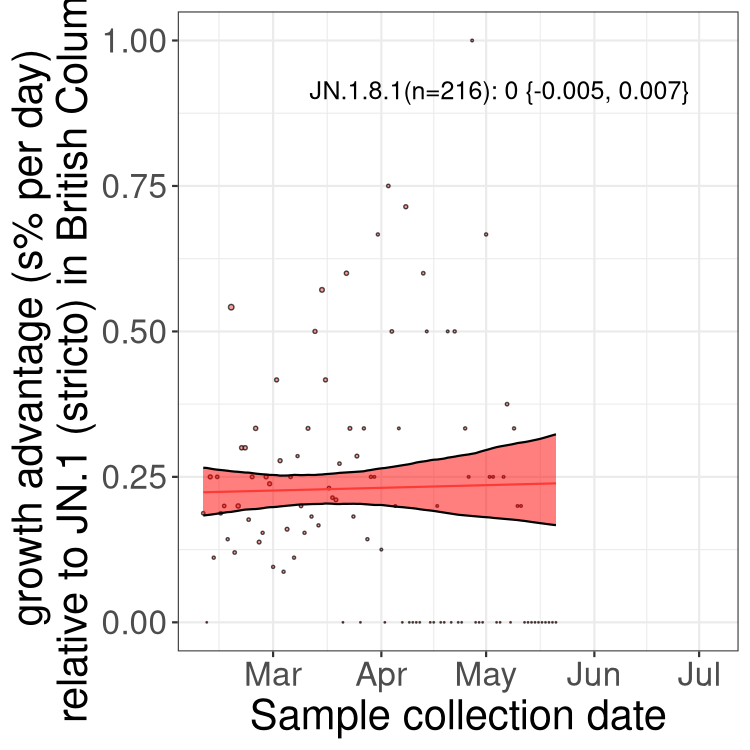 growth advantage (s% per day)
relative to JN.1 (stricto) in British Colum
1.00
0.75
0.50
0.25
0.00
JN.1.8.1(n=216): 0 {-0.005, 0.007}
Mar Apr May Jun Jul
Sample collection date